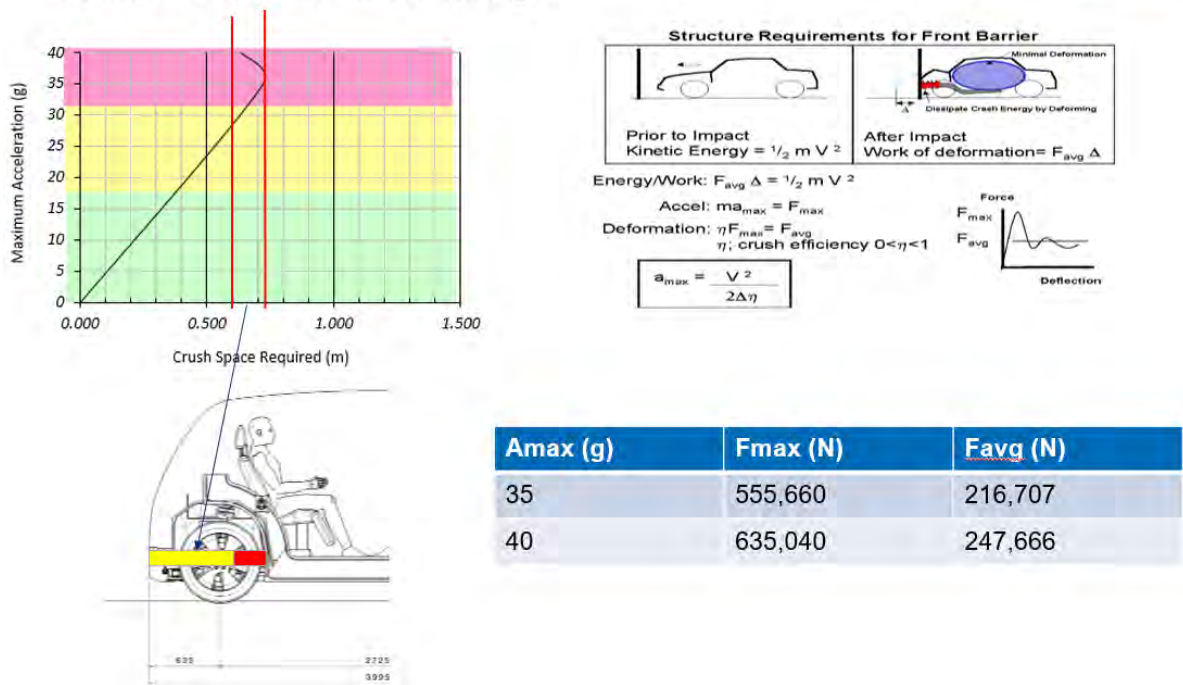 40
35
30
25
20
15
10
5
0
Maximum Acceleration (g)
0.000
0.500
1.000
1.500
Crush Space Required (m)
Structure Requirements for Front Barrier
Minimal Deformation
Δ
Dissipate Crash Energy by Deforming
Prior to Impact
Kinetic Energy = 1/2 m V 2
After Impact
Work of deformation= Favg Δ
Energy/Work: Favg Δ = 1/2 m V 2
Accel: mamax = Fmax
Deformation: ηFmax= Favg
η; crush efficiency 0<η<1
amax = V 2
2Δη
Force
Fmax
Favg
Deflection
Amax (g) Fmax (N) Favg (N)
35 555,660 216,707
40 635,040 247,666
2725
3995